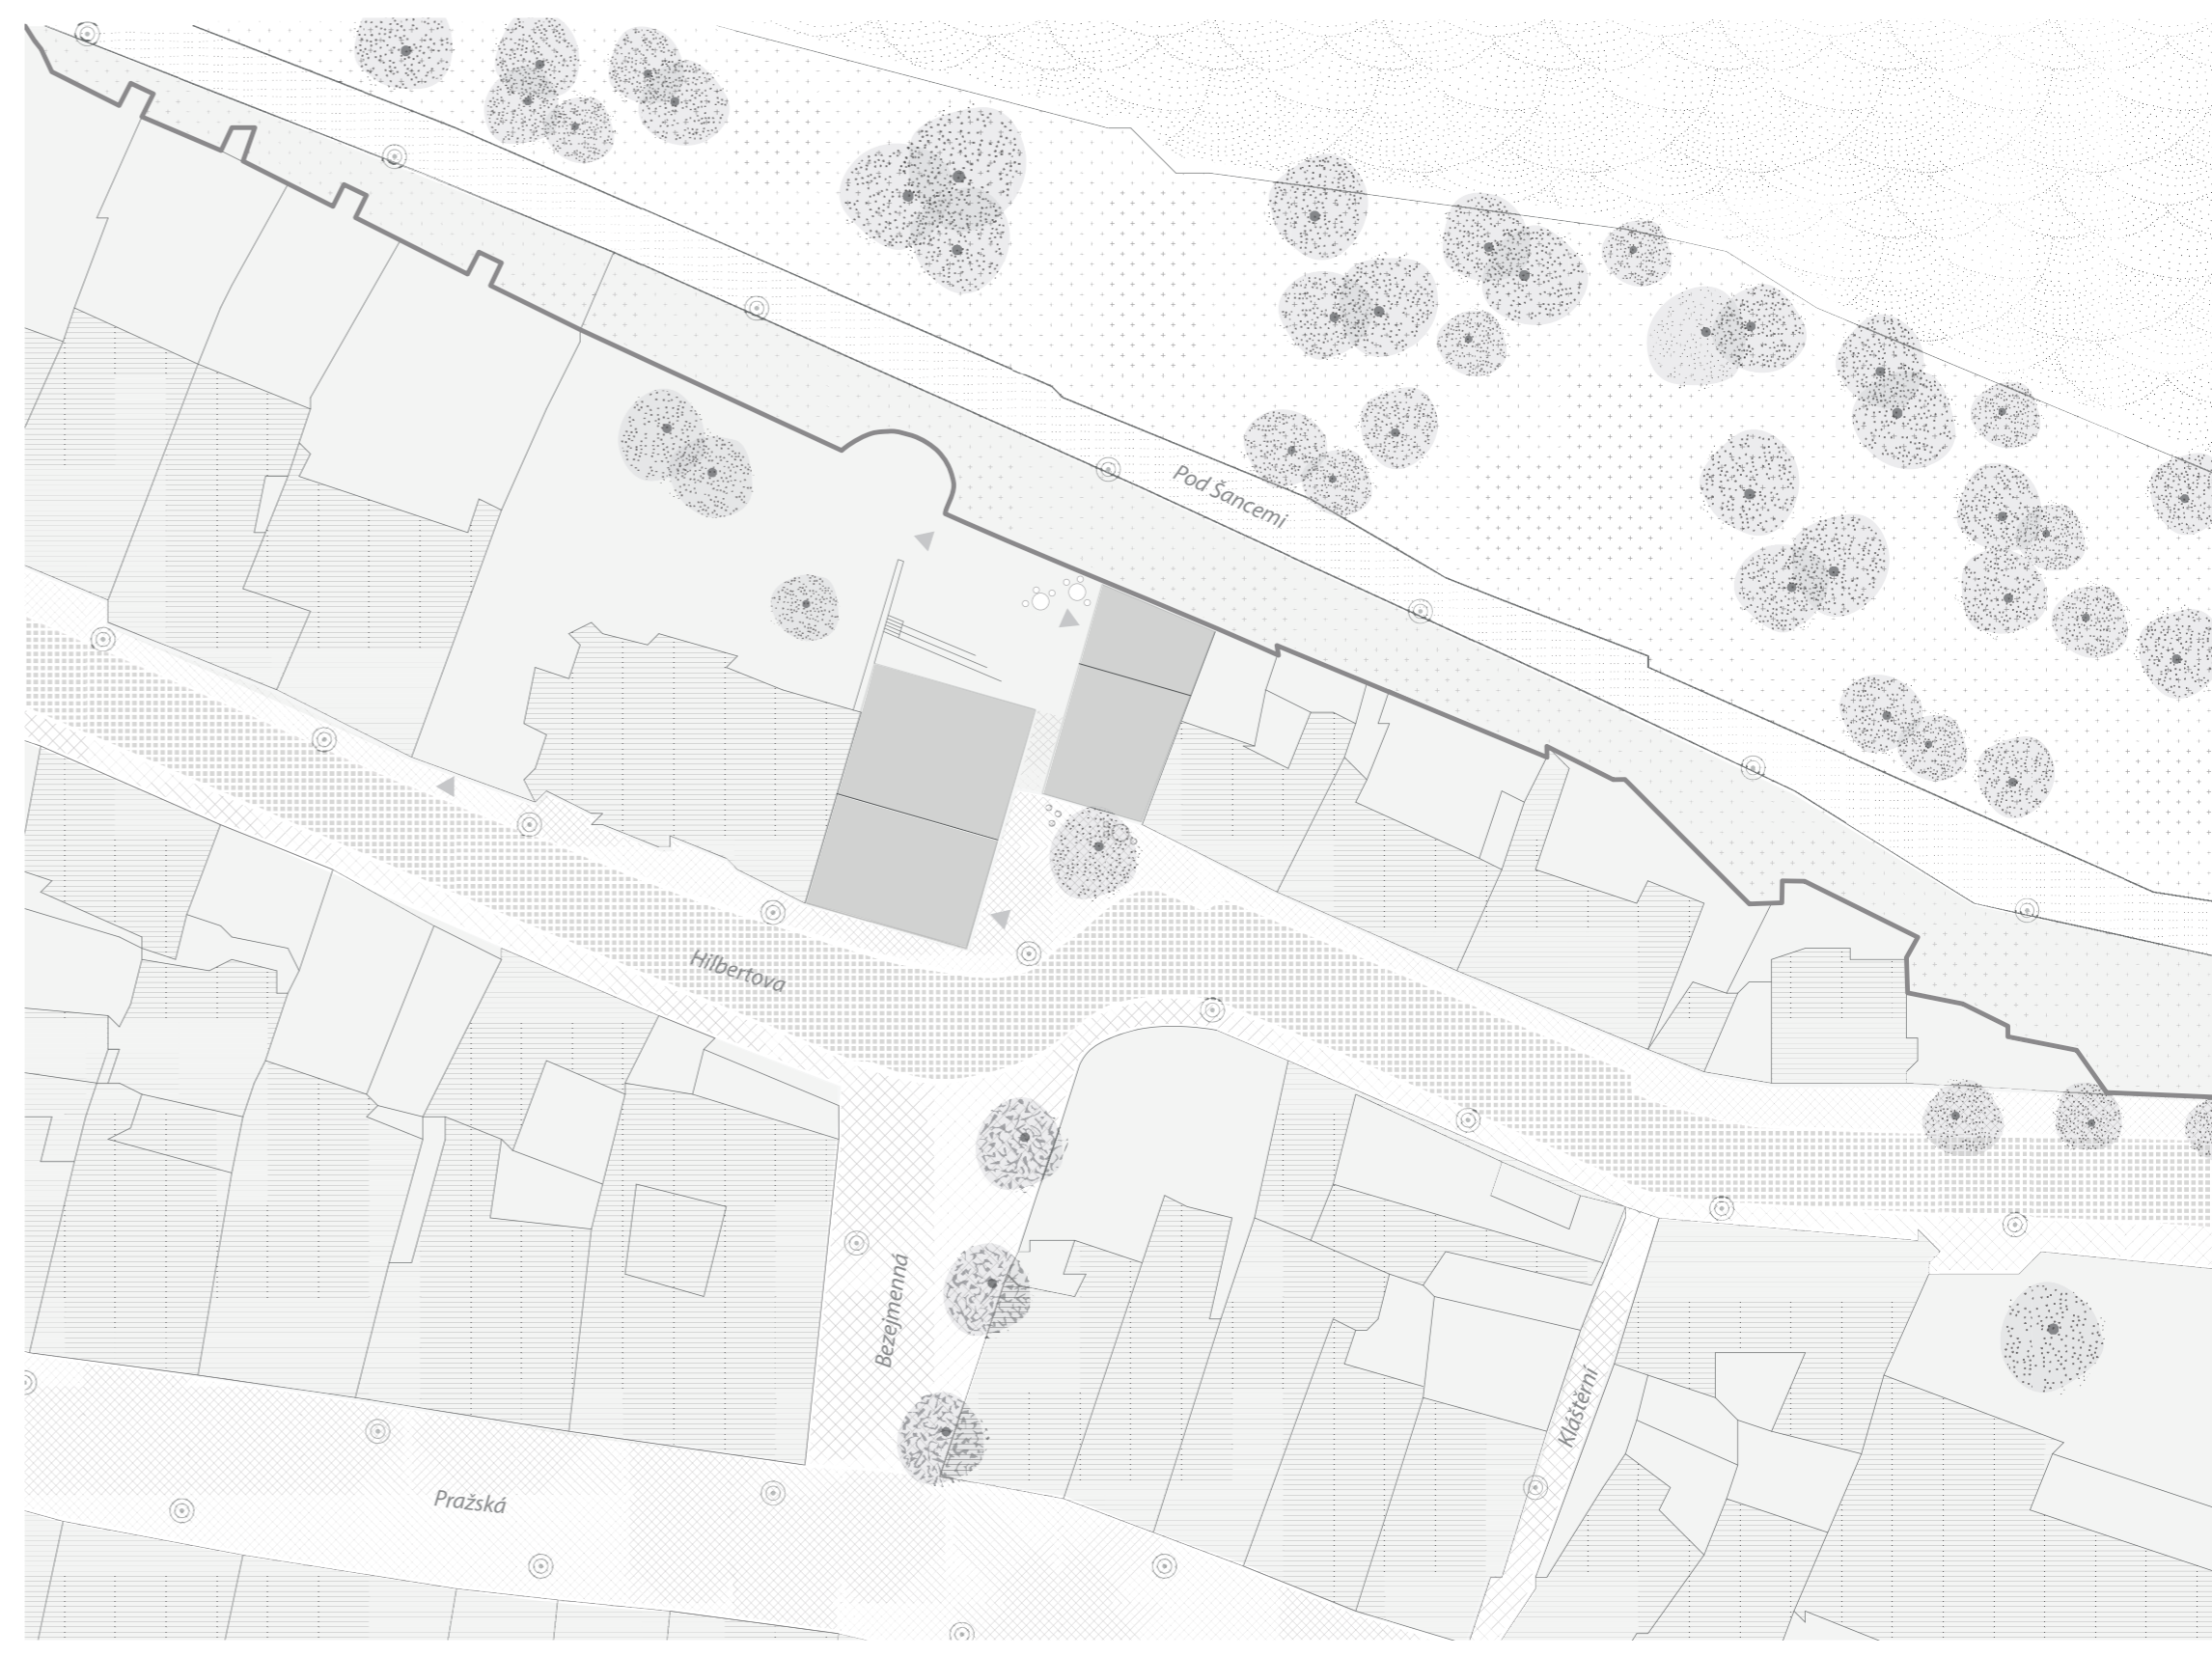 Pod Šancemi
Hilbertova
Bezejmenná
Klášterní
Pražská